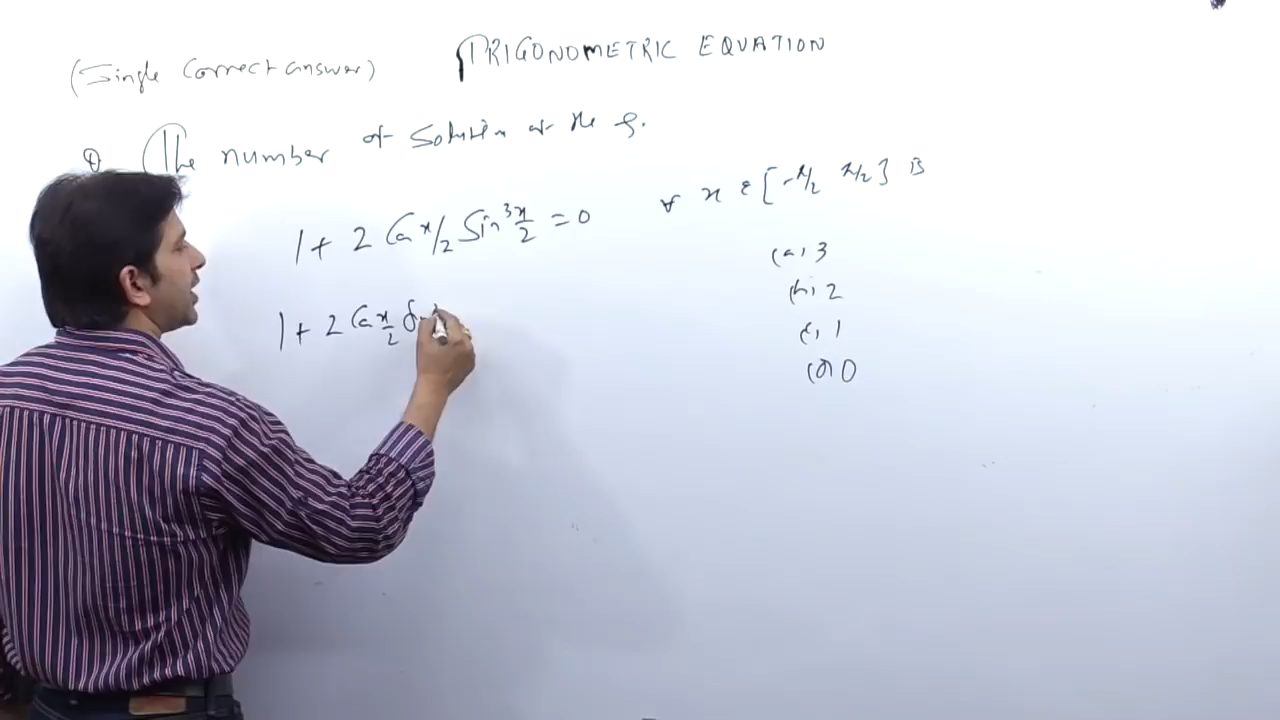 (Single Correct answer)
TRIGONOMETRIC EQUATION
Q The number of Solution of the
1 + 2 Cos x/2 Sin 3x/2 = 0 ∀ x ε [-π/2 π/2] is
(a) 3
(b) 2
(c) 1
(d) 0
1 + 2 Cos x/2